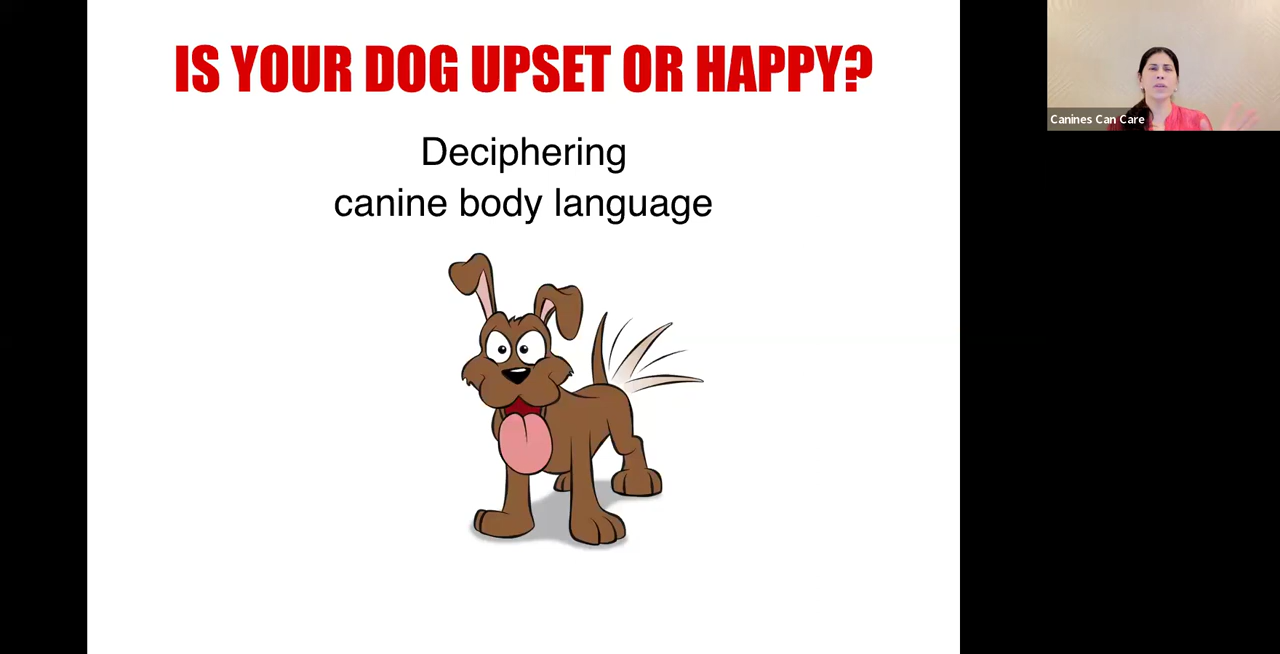 IS YOUR DOG UPSET OR HAPPY?
Deciphering
canine body language
Canines Can Care